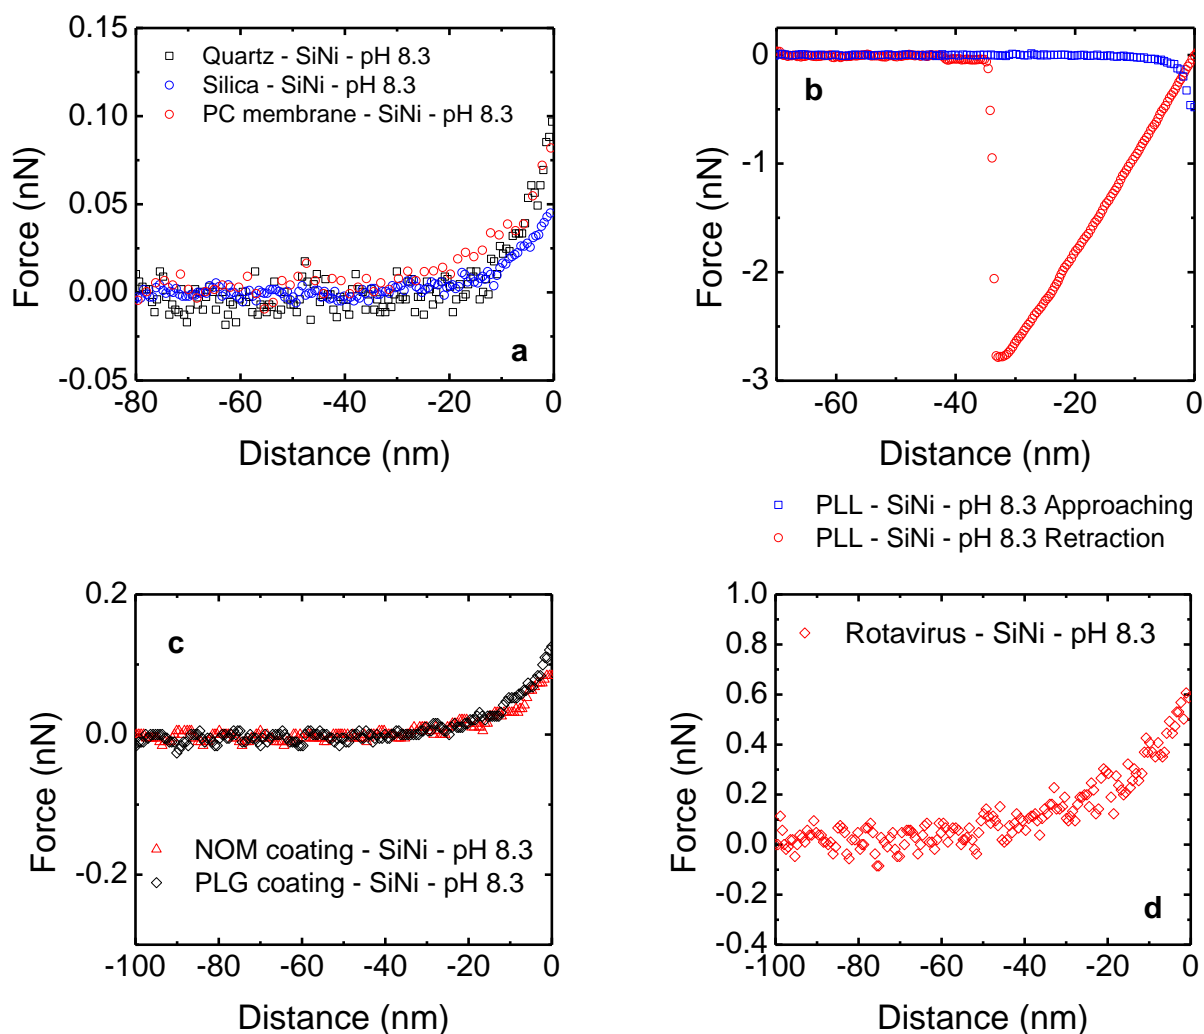 0.15
0.10
0.05
0.00
-0.05
Force (nN)
Quartz - SiNi - pH 8.3
Silica - SiNi - pH 8.3
PC membrane - SiNi - pH 8.3
a
-80 -60 -40 -20 0
Distance (nm)
0
-1
-2
-3
Force (nN)
b
-60 -40 -20 0
Distance (nm)
PLL - SiNi - pH 8.3 Approaching
PLL - SiNi - pH 8.3 Retraction
0.2
0.0
-0.2
Force (nN)
c
NOM coating - SiNi - pH 8.3
PLG coating - SiNi - pH 8.3
-100 -80 -60 -40 -20 0
Distance (nm)
1.0
0.8
0.6
0.4
0.2
0.0
-0.2
-0.4
Force (nN)
Rotavirus - SiNi - pH 8.3
d
-100 -80 -60 -40 -20 0
Distance (nm)